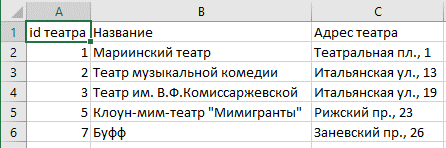 A B C
1 id театра Название Адрес театра
2 1 Мариинский театр Театральная пл., 1
3 2 Театр музыкальной комедии Итальянская ул., 13
4 3 Театр им. В.Ф.Комиссаржевской Итальянская ул., 19
5 5 Клоун-мим-театр "Мимигранты" Рижский пр., 23
6 7 Буфф Заневский пр., 26